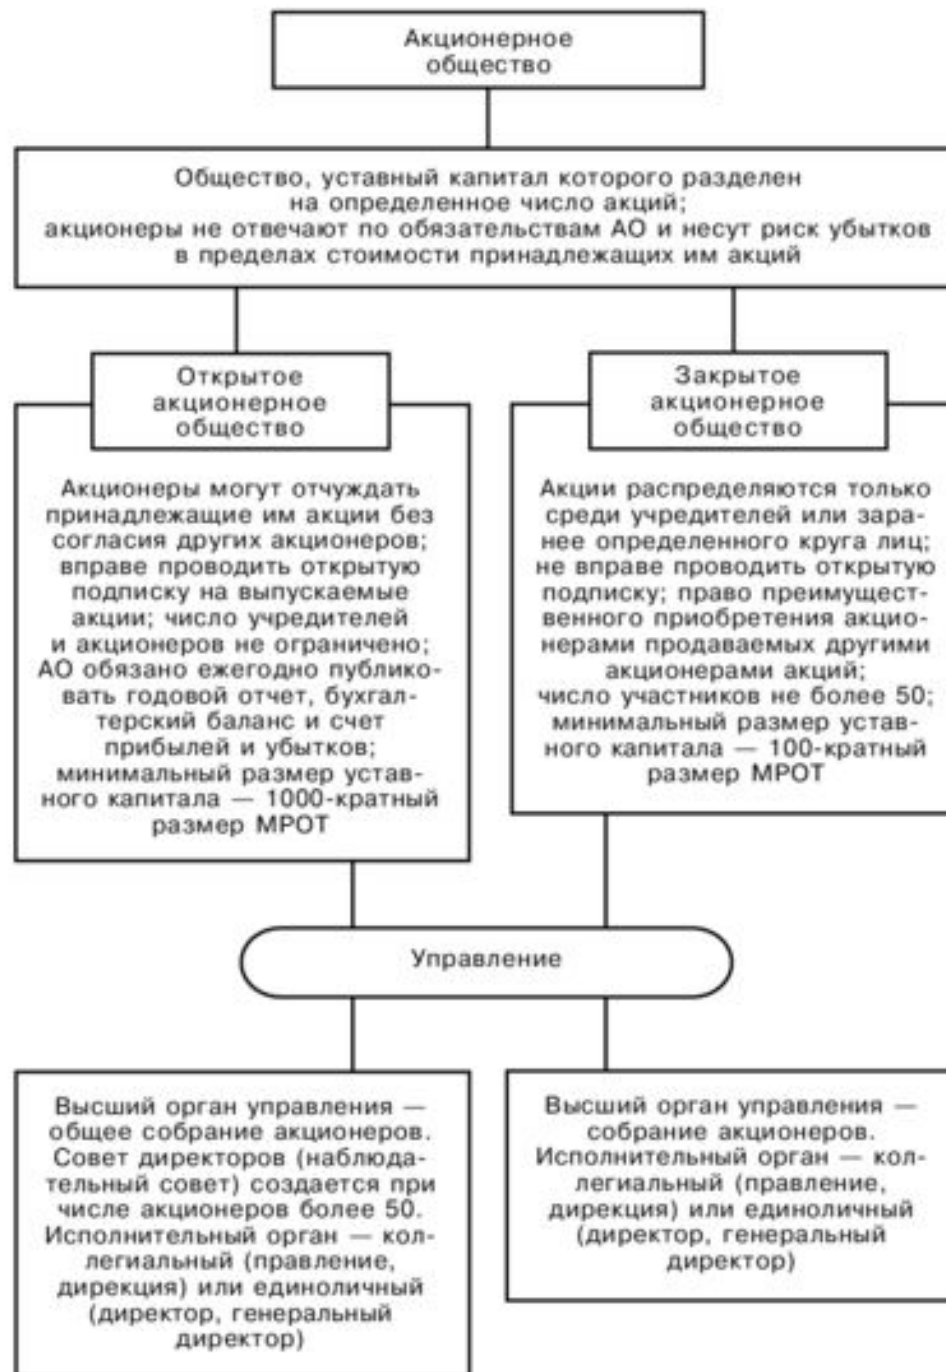 Акционерное
общество
Общество, уставный капитал которого разделен
на определенное число акций;
акционеры не отвечают по обязательствам АО и несут риск убытков
в пределах стоимости принадлежащих им акций
Открытое
акционерное
общество
Акционеры могут отчуждать
принадлежащие им акции без
согласия других акционеров;
вправе проводить открытую
подписку на выпускаемые
акции; число учредителей
и акционеров не ограничено;
АО обязано ежегодно публико-
вать годовой отчет, бухгал-
терский баланс и счет
прибылей и убытков;
минимальный размер устав-
ного капитала — 1000-кратный
размер МРОТ
Закрытое
акционерное
общество
Акции распределяются только
среди учредителей или зара-
нее определенного круга лиц;
не вправе проводить открытую
подписку; право преимущест-
венного приобретения акцио-
нерами продаваемых другими
акционерами акций;
число участников не более 50;
минимальный размер устав-
ного капитала — 100-кратный
размер МРОТ
Управление
Высший орган управления —
общее собрание акционеров.
Совет директоров (наблюда-
тельный совет) создается при
числе акционеров более 50.
Исполнительный орган — кол-
легиальный (правление,
дирекция) или единоличный
(директор, генеральный
директор)
Высший орган управления —
собрание акционеров.
Исполнительный орган — кол-
легиальный (правление,
дирекция) или единоличный
(директор, генеральный
директор)